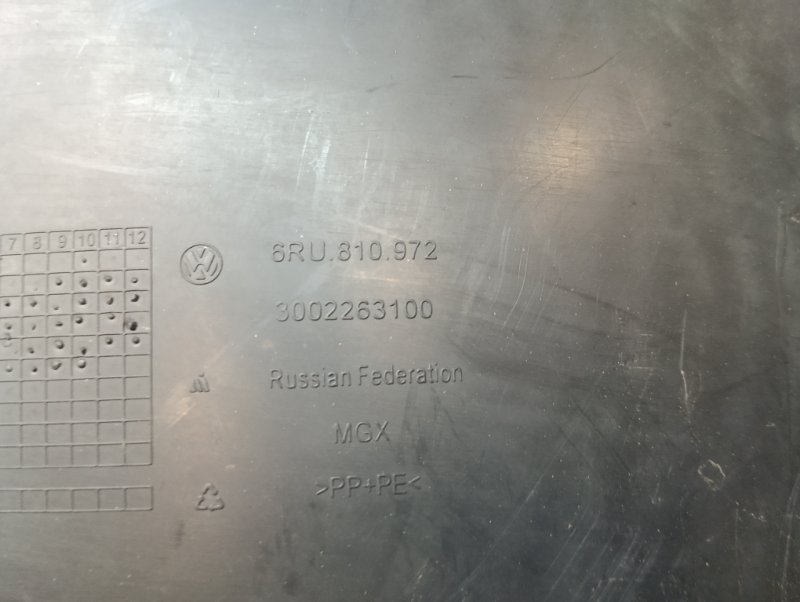 7 8 9 10 11 12
6RU.810.972
3002263100
Russian Federation
MGX
>PP+PE<